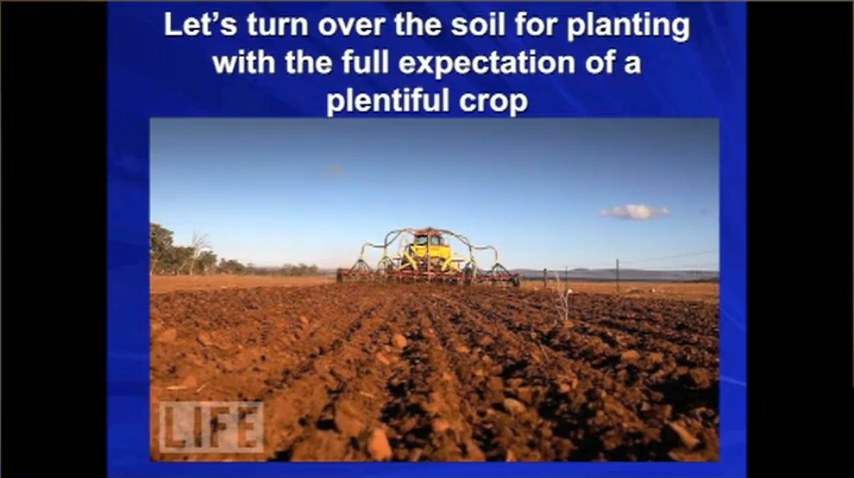 Let's turn over the soil for planting
with the full expectation of a
plentiful crop
LIFE